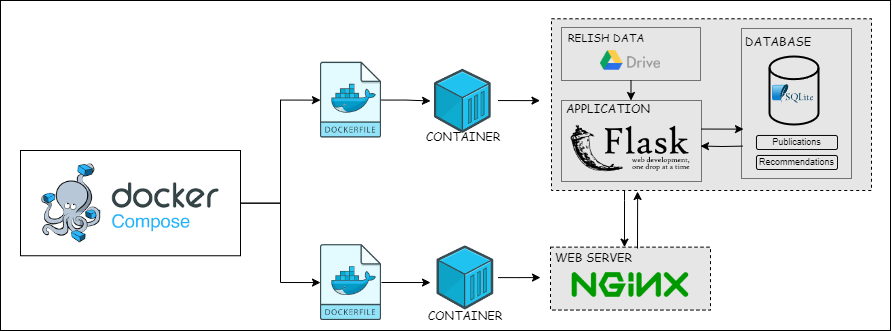 RELISH DATA
Drive
DATABASE
SQLite
APPLICATION
Flask
web development,
one drop at a time
Publications
Recommendations
DOCKERFILE
CONTAINER
docker
Compose
DOCKERFILE
CONTAINER
WEB SERVER
NGiNX